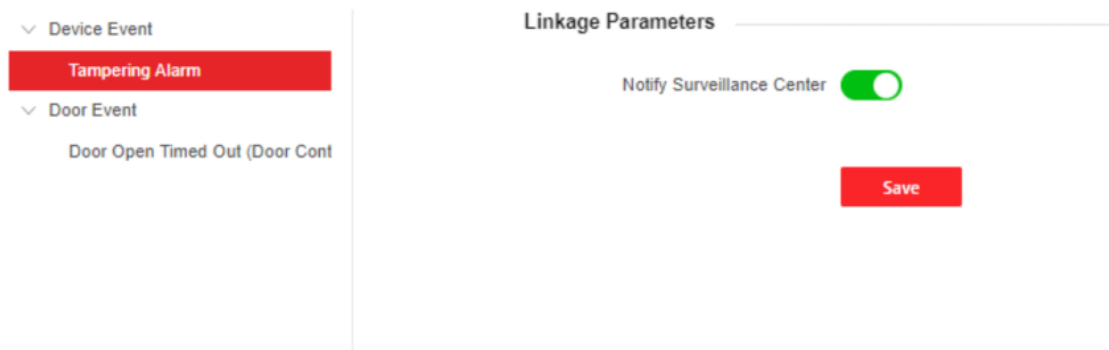 Device Event
Tampering Alarm
Door Event
Door Open Timed Out (Door Cont
Linkage Parameters
Notify Surveillance Center
Save